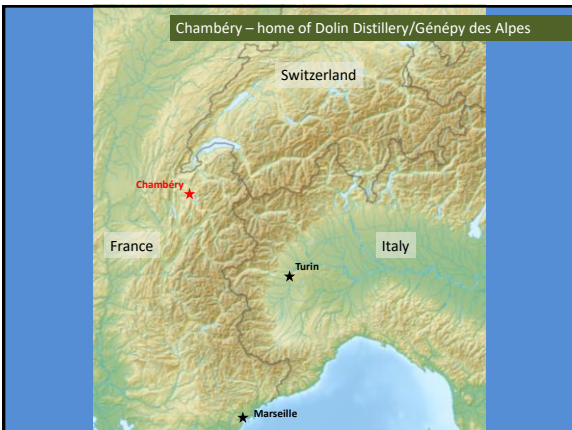 Chambéry – home of Dolin Distillery/Génépy des Alpes
Switzerland
Chambéry
France
Italy
Turin
Marseille